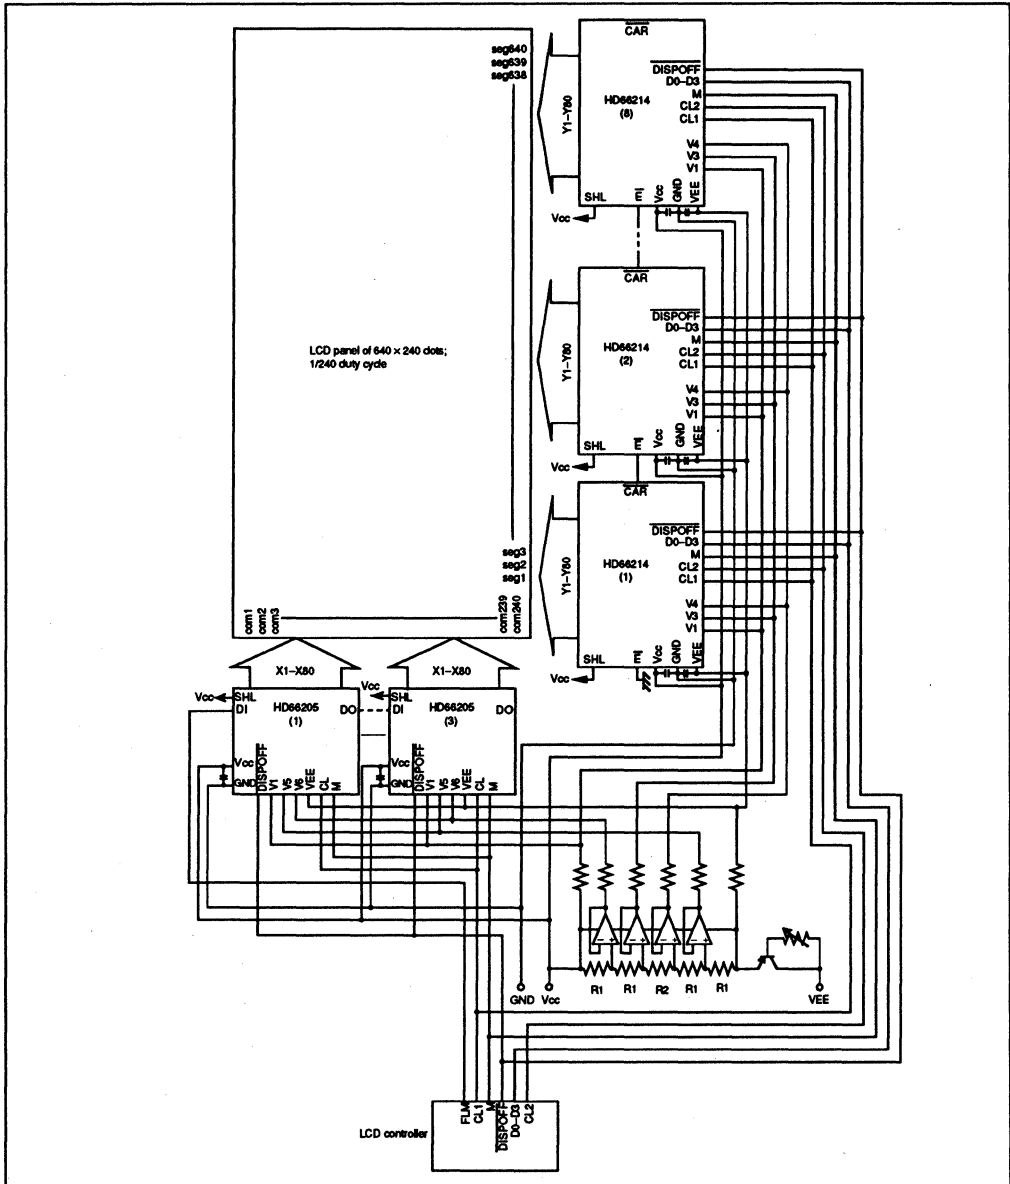 seg640
seg639
seg638
LCD panel of 640 × 240 dots;
1/240 duty cycle
seg3
seg2
seg1
com1
com2
com3
com239
com240
Y1–Y80
CAR
HD66214
(8)
DISPOFF
D0–D3
M
CL2
CL1
V4
V3
V1
SHL
Vcc
GND
VEE
Vcc
Y1–Y80
CAR
HD66214
(2)
DISPOFF
D0–D3
M
CL2
CL1
V4
V3
V1
SHL
Vcc
GND
VEE
Vcc
Y1–Y80
CAR
HD66214
(1)
DISPOFF
D0–D3
M
CL2
CL1
V4
V3
V1
SHL
Vcc
GND
VEE
Vcc
X1–X80
X1–X80
Vcc
SHL
DI
HD66205
(1)
DO
Vcc
GND
DISPOFF
V1
V5
V6
VEE
CL
M
Vcc
SHL
DI
HD66205
(3)
DO
DISPOFF
V1
V5
V6
VEE
CL
M
− +
− +
− +
− +
R1
R1
R2
R1
R1
GND
Vcc
VEE
FLM
CL1
M
DISPOFF
D0–D3
CL2
LCD controller